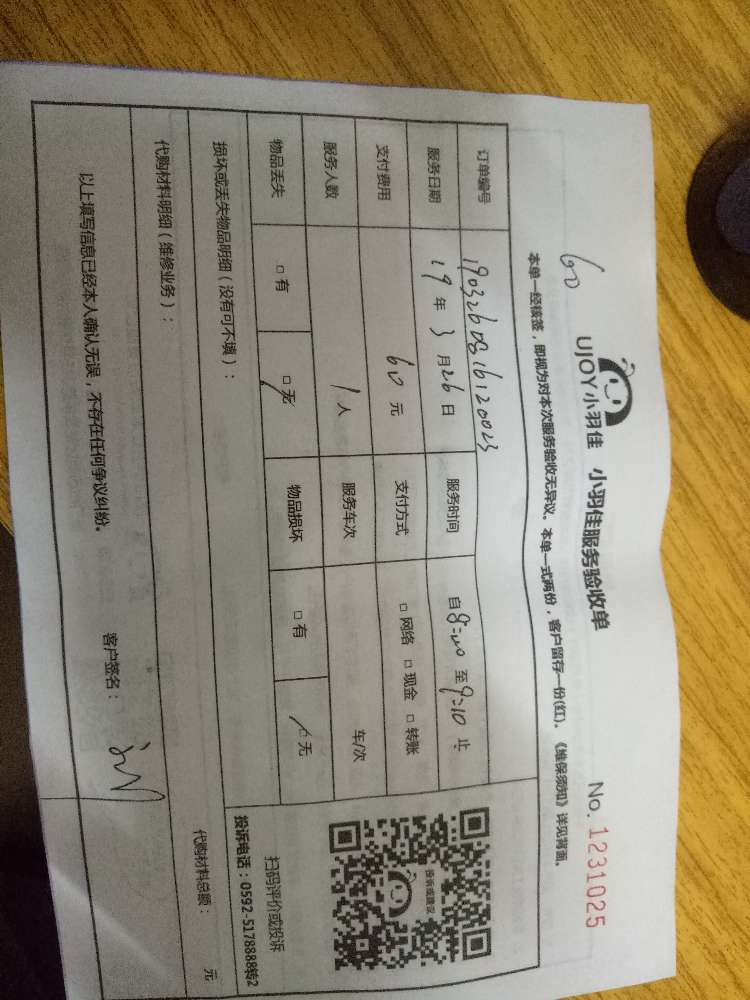 60
UJOY小羽佳 小羽佳服务验收单 No. 1231025
本单一经核签，即视为对本次服务验收无异议。本单一式两份，客户留存一份(红)。《维保须知》详见背面。
订单编号 1903260816120023
服务日期 19年3月26日 服务时间 自8:00至9:10止
支付费用 60元 支付方式 □网络 □现金 □转账
服务人数 1人 服务车次 车/次
物品丢失 □有 □无 物品损坏 □有 □无
损坏或丢失物品明细（没有可不填）：
代购材料明细（维修业务）：
代购材料总额： 元
以上填写信息已经本人确认无误，不存在任何争议纠纷。 客户签名：
投诉或建议
扫码评价或投诉
投诉电话：0592-5178888转2